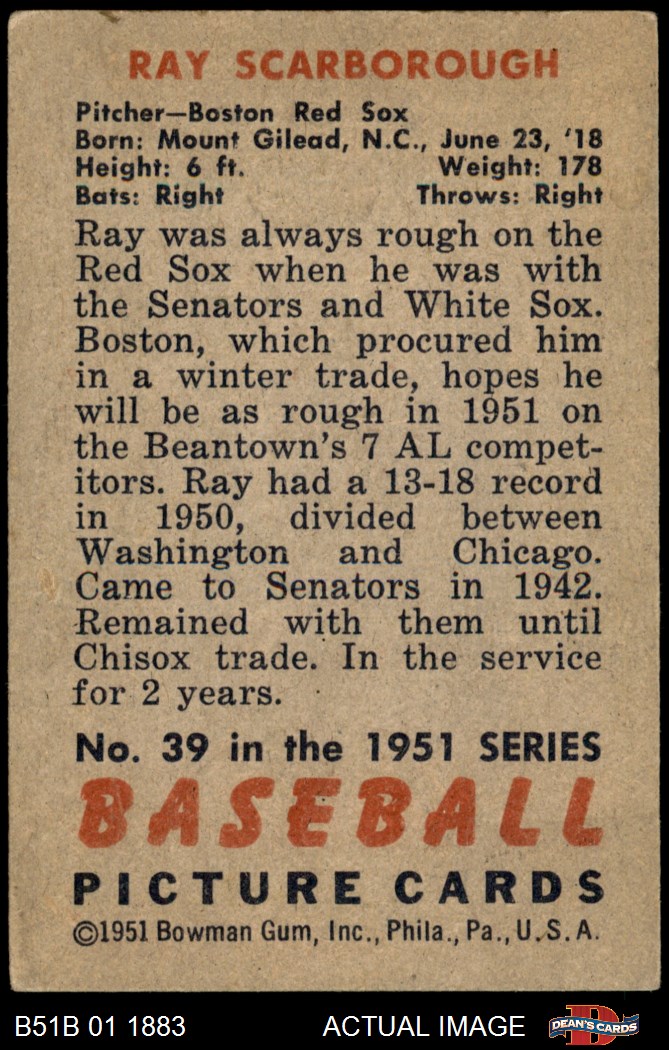 RAY SCARBOROUGH
Pitcher—Boston Red Sox
Born: Mount Gilead, N.C., June 23, '18
Height: 6 ft. Weight: 178
Bats: Right Throws: Right
Ray was always rough on the
Red Sox when he was with
the Senators and White Sox.
Boston, which procured him
in a winter trade, hopes he
will be as rough in 1951 on
the Beantown's 7 AL compet-
itors. Ray had a 13-18 record
in 1950, divided between
Washington and Chicago.
Came to Senators in 1942.
Remained with them until
Chisox trade. In the service
for 2 years.
No. 39 in the 1951 SERIES
BASEBALL
PICTURE CARDS
©1951 Bowman Gum, Inc., Phila., Pa., U.S.A.
B51B 01 1883 ACTUAL IMAGE D DEAN'S CARDS